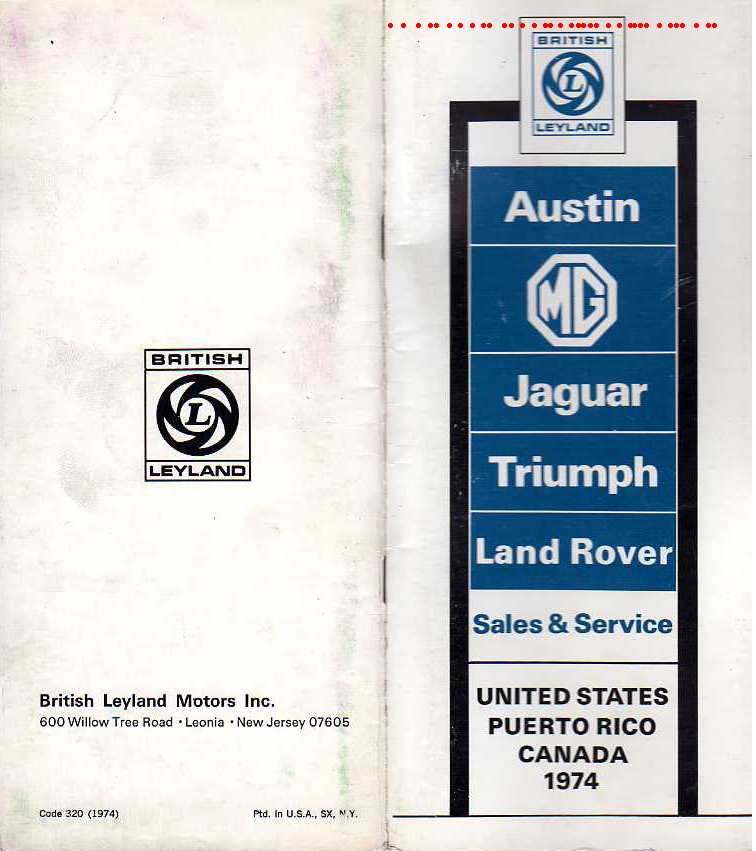 BRITISH
L
LEYLAND
British Leyland Motors Inc.
600 Willow Tree Road • Leonia • New Jersey 07605
Code 320 (1974)
Ptd. In U.S.A., SX, N.Y.
BRITISH
L
LEYLAND
Austin
MG
Jaguar
Triumph
Land Rover
Sales & Service
UNITED STATES
PUERTO RICO
CANADA
1974